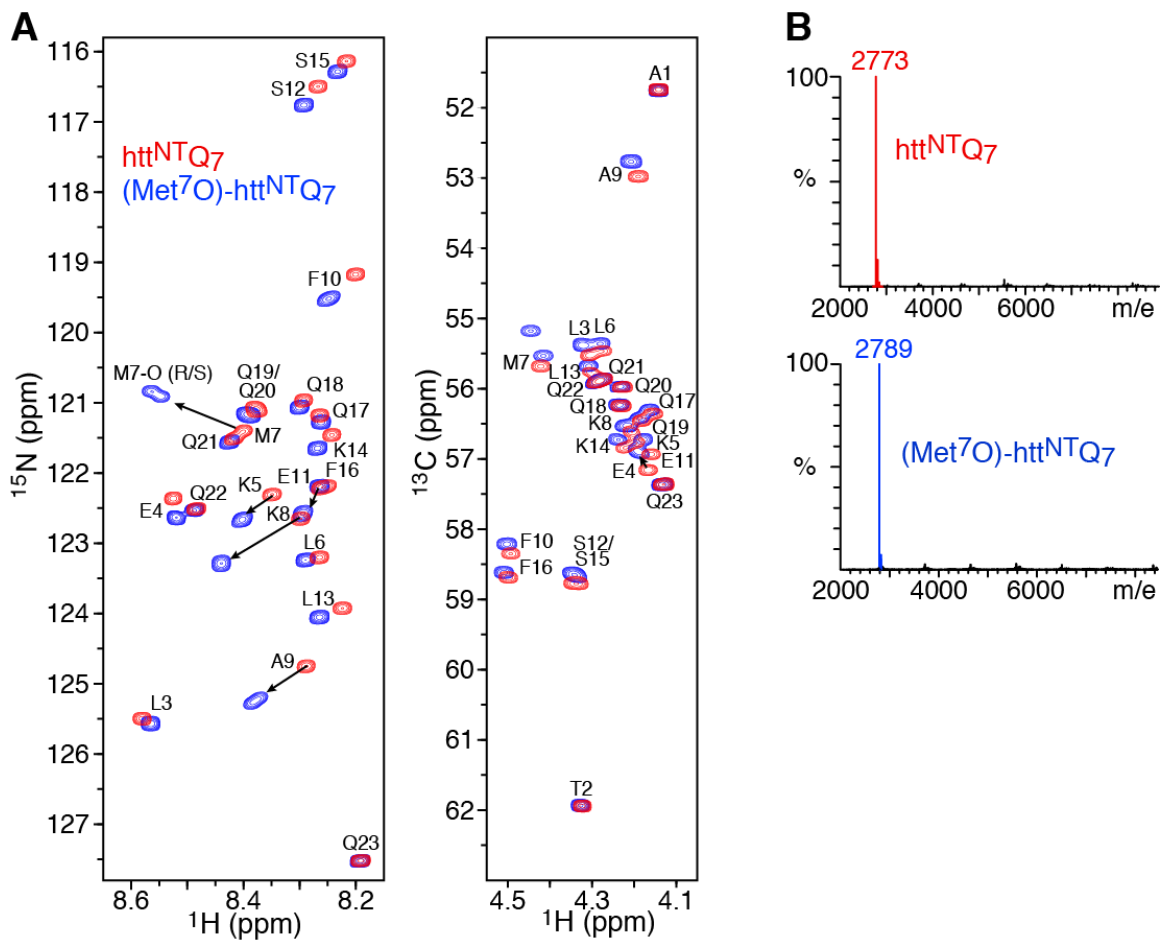 A
B
116
117
118
119
120
121
122
123
124
125
126
127
15N (ppm)
8.6
8.4
8.2
1H (ppm)
httNTQ7
(Met7O)-httNTQ7
S15
S12
F10
M7-O (R/S)
Q19/
Q20
Q18
Q17
Q21
M7
K14
E11
F16
K5
E4
Q22
K8
L6
L13
A9
L3
Q23
52
53
54
55
56
57
58
59
60
61
62
13C (ppm)
4.5
4.3
4.1
1H (ppm)
A1
A9
L3
L6
M7
L13
Q21
Q22
Q20
Q18
Q17
K8
Q19
K14
K5
E4
E11
Q23
F10
S12/
S15
F16
T2
2773
100
httNTQ7
%
2000
4000
6000
m/e
2789
100
(Met7O)-httNTQ7
%
2000
4000
6000
m/e